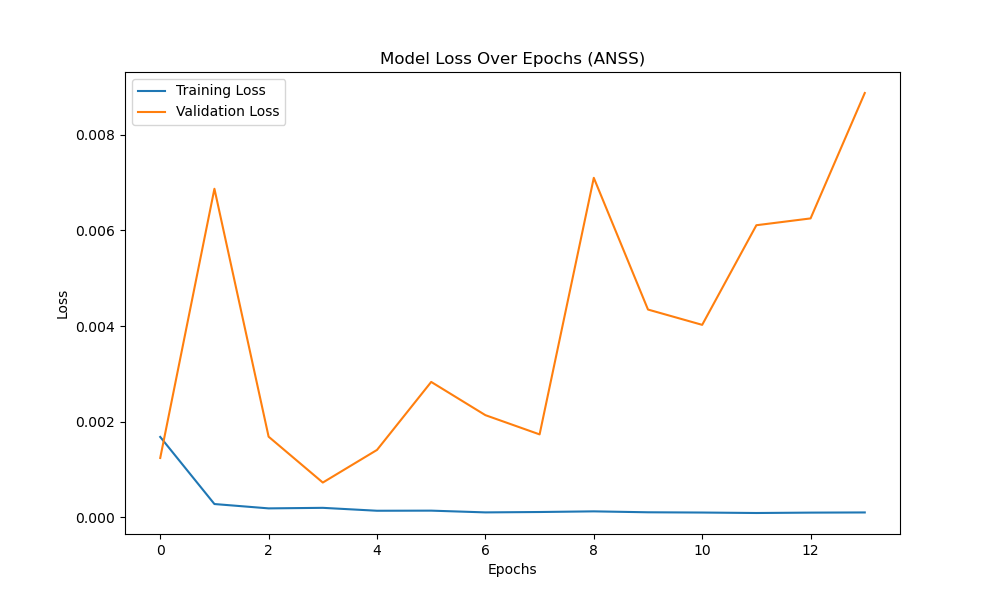 Model Loss Over Epochs (ANSS)
Training Loss
Validation Loss
0.008
0.006
0.004
0.002
0.000
Loss
0 2 4 6 8 10 12
Epochs